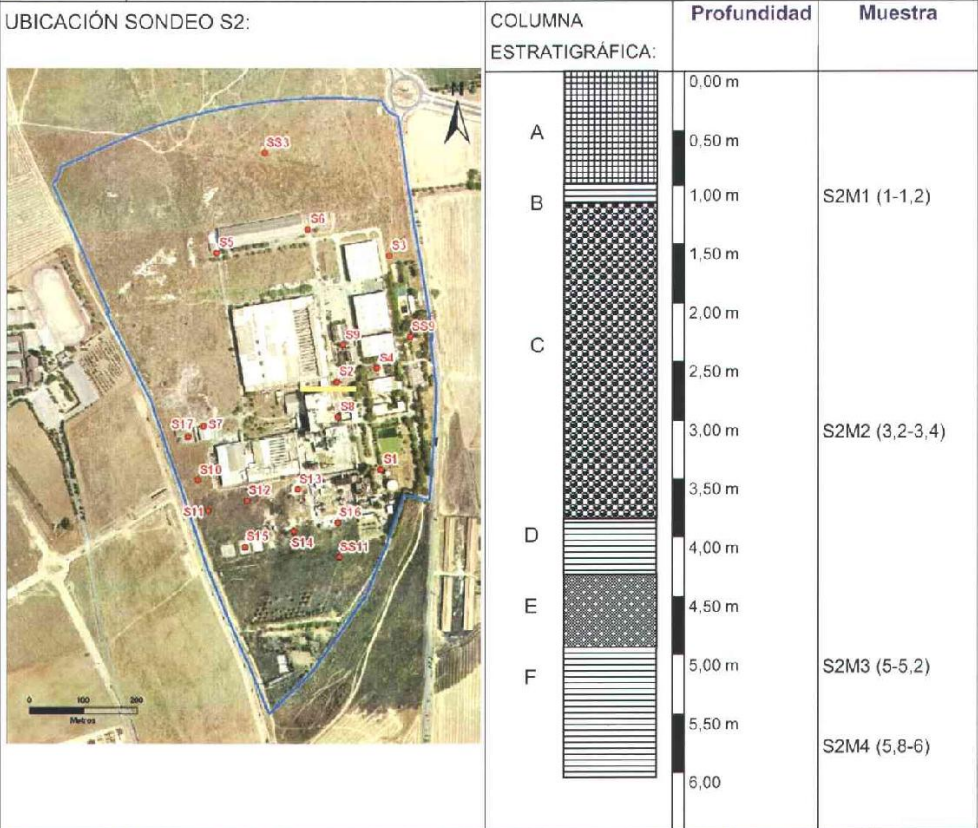 UBICACIÓN SONDEO S2:
COLUMNA
ESTRATIGRÁFICA:
Profundidad
Muestra
N
SS3
S6
S5
S3
SS9
S9
S4
S2
S8
S17
S7
S1
S10
S13
S12
S11
S16
S14
S15
SS11
0 100 200
Metros
A
B
C
D
E
F
0,00 m
0,50 m
1,00 m
1,50 m
2,00 m
2,50 m
3,00 m
3,50 m
4,00 m
4,50 m
5,00 m
5,50 m
6,00
S2M1 (1-1,2)
S2M2 (3,2-3,4)
S2M3 (5-5,2)
S2M4 (5,8-6)